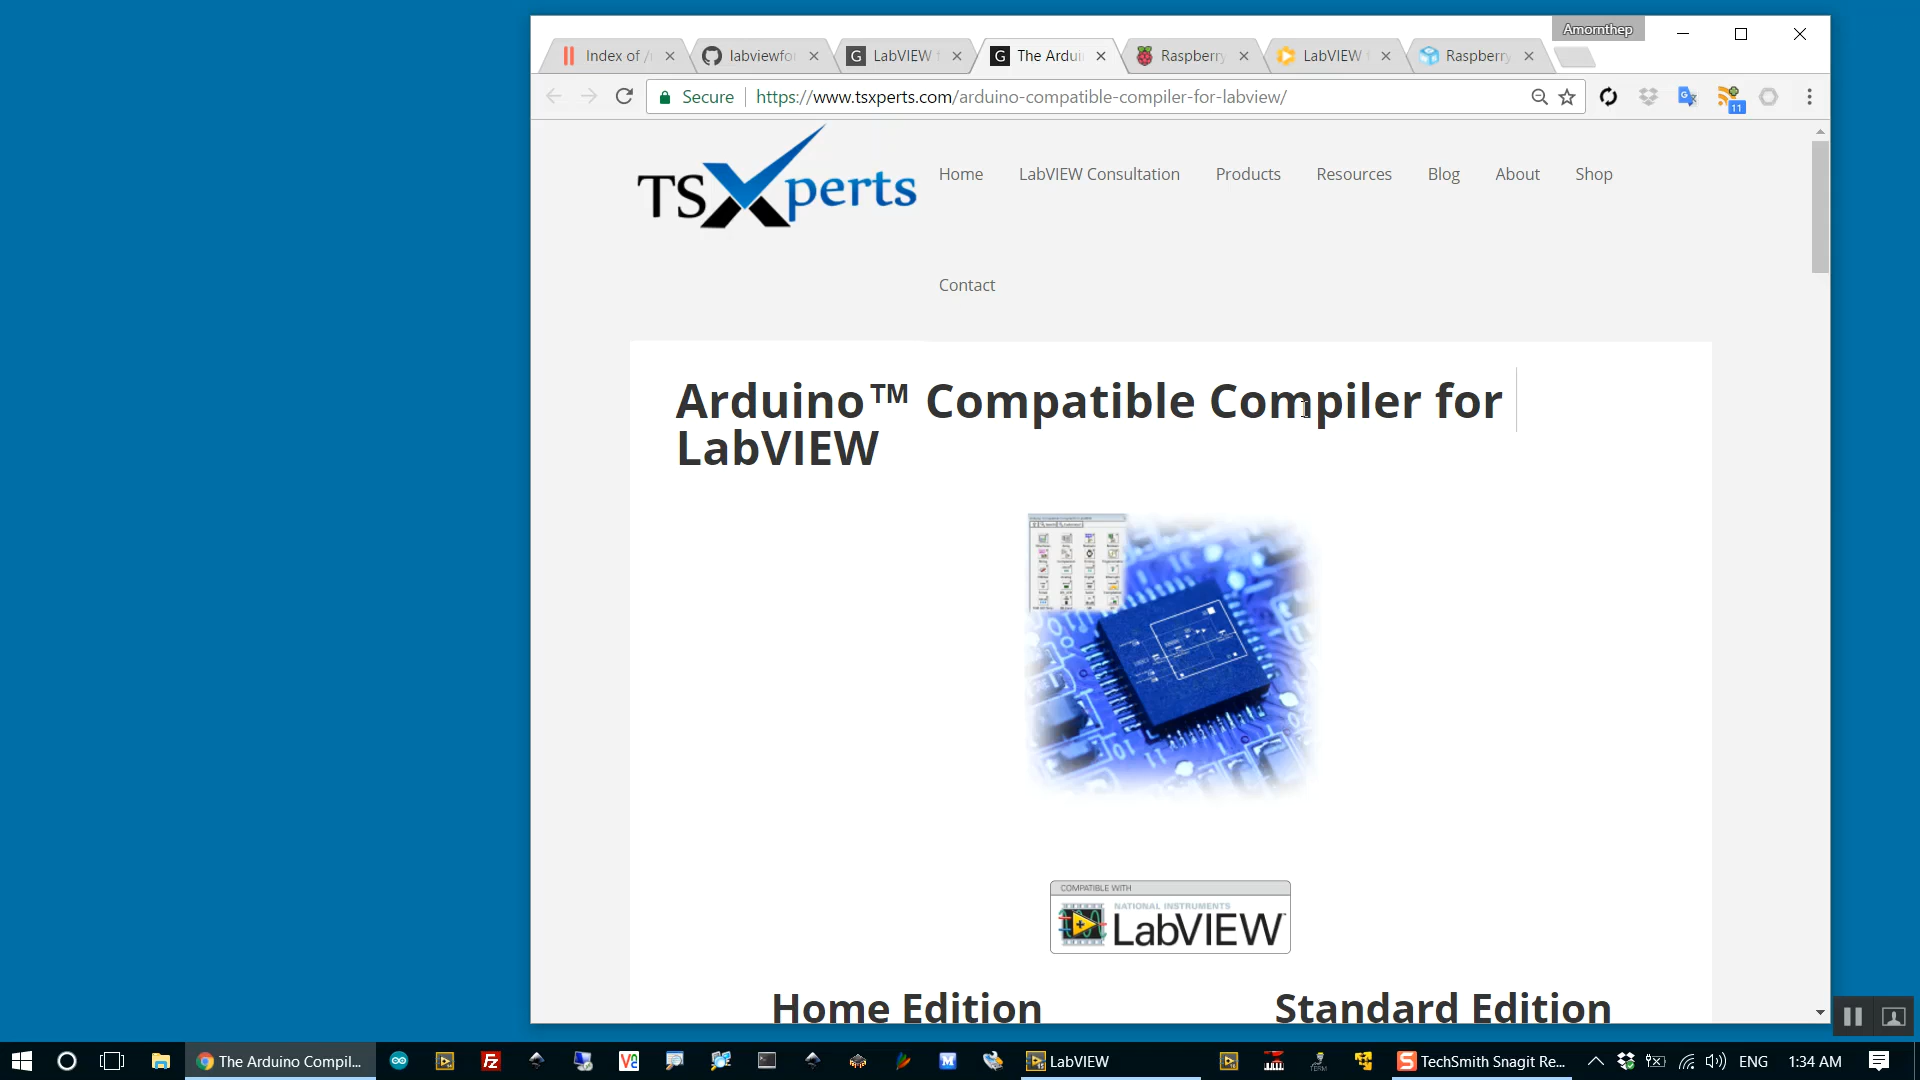 Amornthep
Index of /
labviewfo
LabVIEW f
The Ardui
Raspberry
LabVIEW
Raspberry
Secure
https://www.tsxperts.com/arduino-compatible-compiler-for-labview/
11
TSXperts
Home
LabVIEW Consultation
Products
Resources
Blog
About
Shop
Contact
Arduino™ Compatible Compiler for
LabVIEW
COMPATIBLE WITH
NATIONAL INSTRUMENTS
LabVIEW™
Home Edition
Standard Edition
The Arduino Compil...
LabVIEW
TechSmith Snagit Re...
ENG
1:34 AM